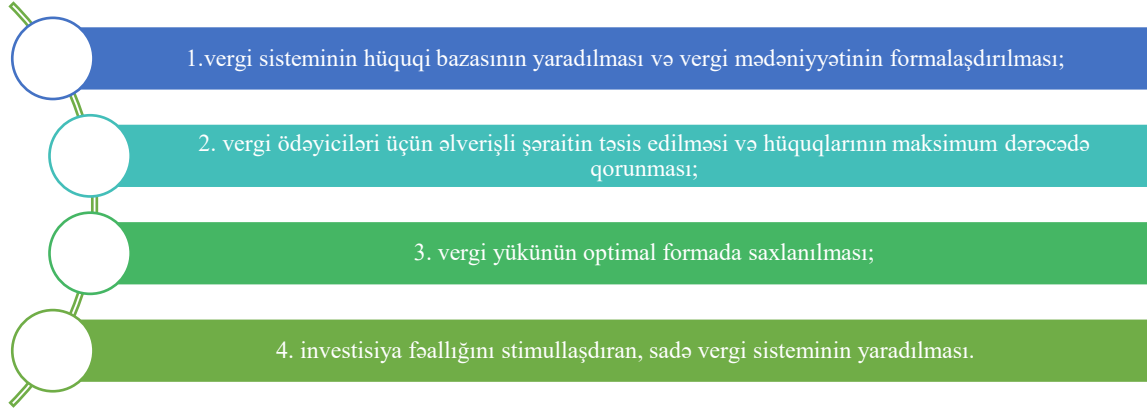 1.vergi sisteminin hüquqi bazasının yaradılması və vergi mədəniyyətinin formalaşdırılması;
2. vergi ödəyiciləri üçün əlverişli şəraitin təsis edilməsi və hüquqlarının maksimum dərəcədə
qorunması;
3. vergi yükünün optimal formada saxlanılması;
4. investisiya fəallığını stimullaşdıran, sadə vergi sisteminin yaradılması.